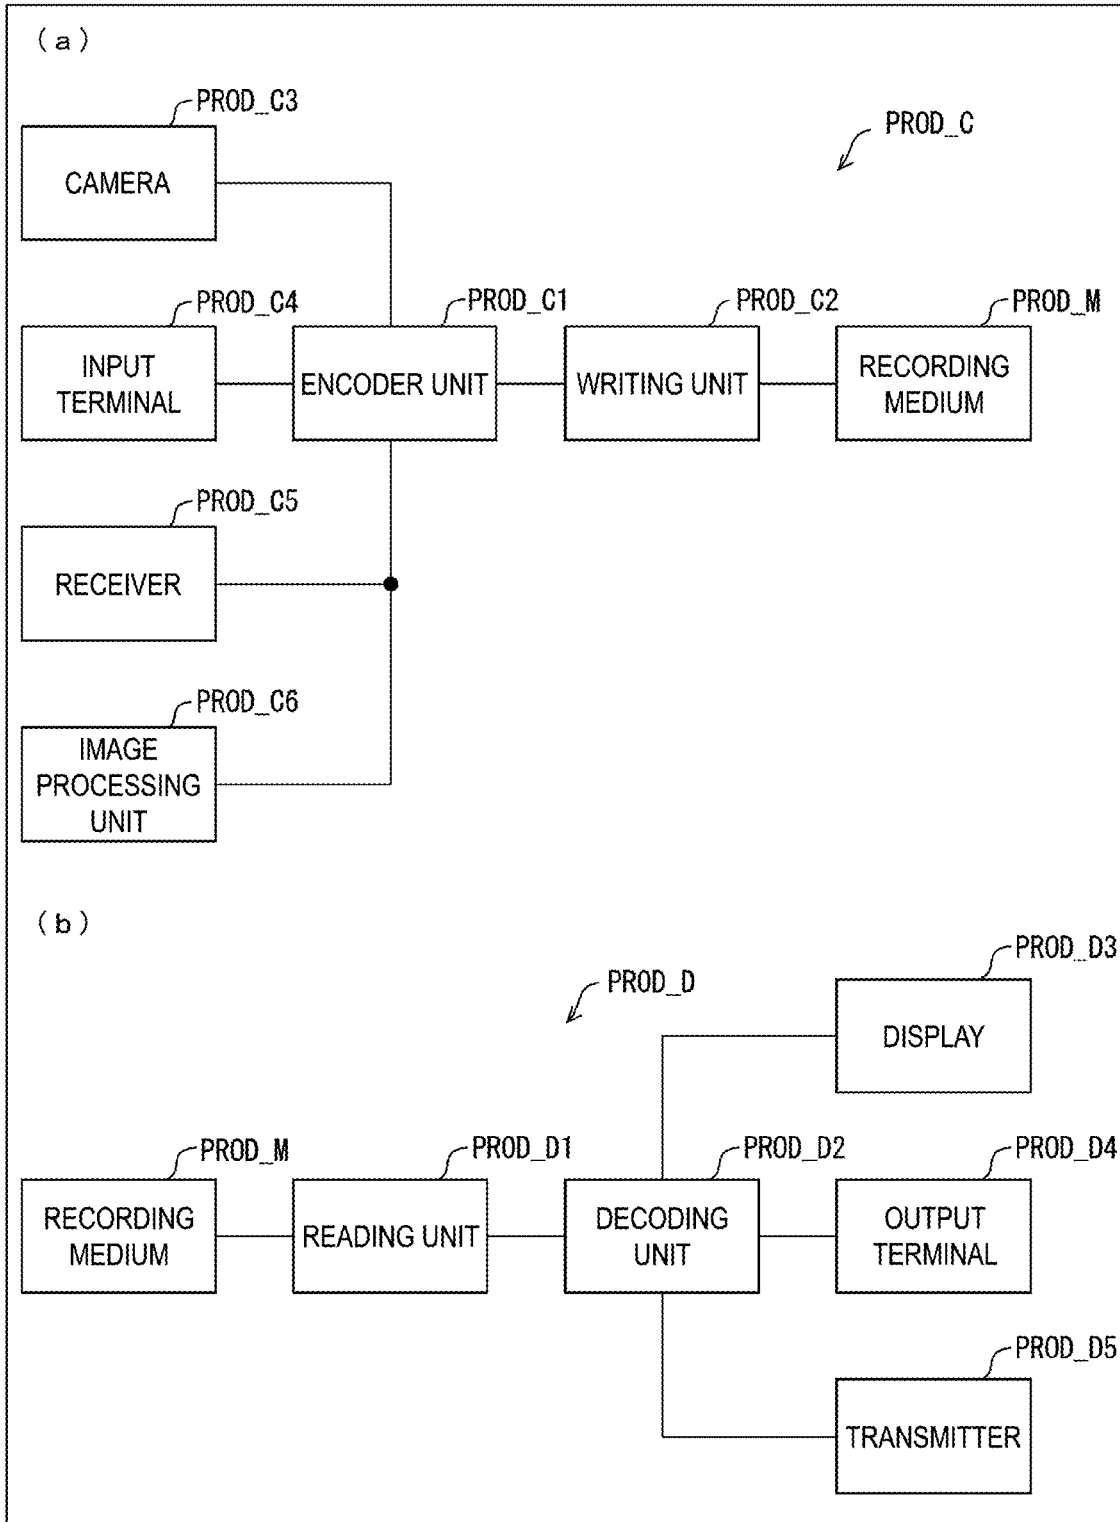 (a)
PROD_C3
PROD_C
CAMERA
PROD_C4
PROD_C1
PROD_C2
PROD_M
INPUT
TERMINAL
ENCODER UNIT
WRITING UNIT
RECORDING
MEDIUM
PROD_C5
RECEIVER
PROD_C6
IMAGE
PROCESSING
UNIT
(b)
PROD_D3
PROD_D
DISPLAY
PROD_M
PROD_D1
PROD_D2
PROD_D4
RECORDING
MEDIUM
READING UNIT
DECODING
UNIT
OUTPUT
TERMINAL
PROD_D5
TRANSMITTER